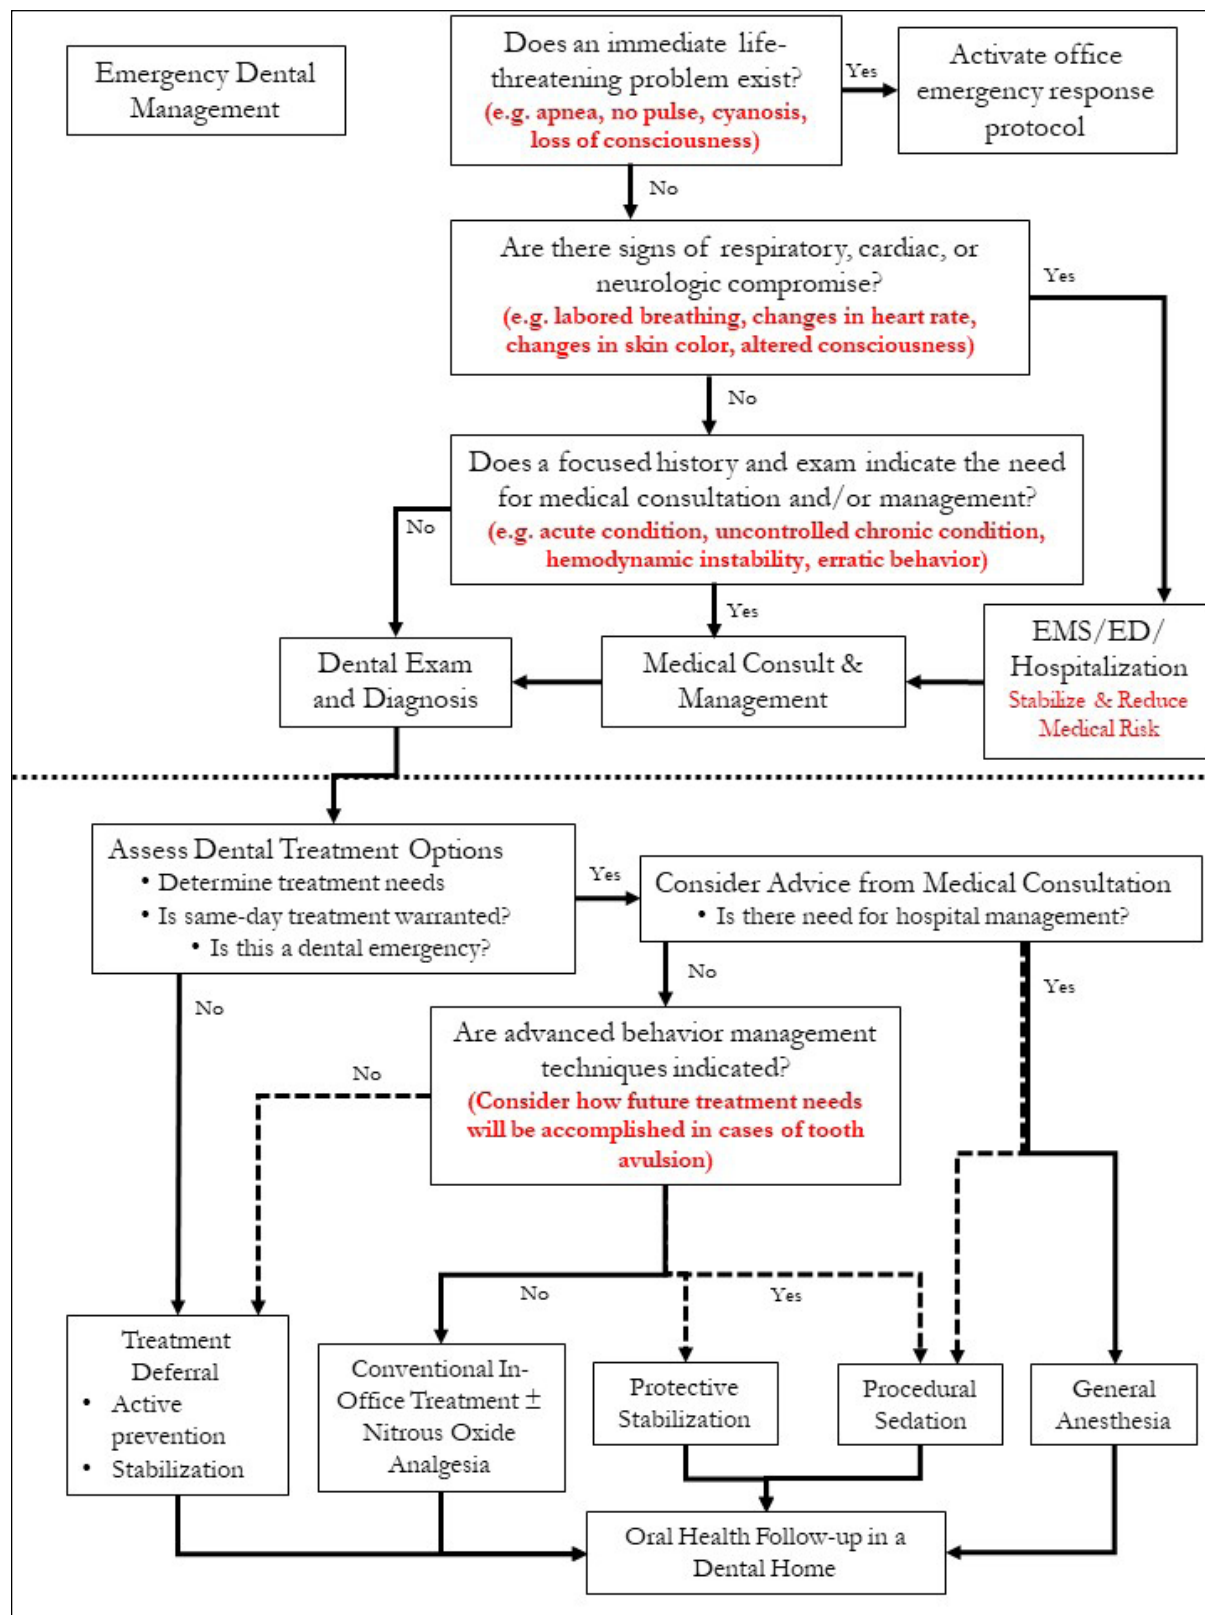 Emergency Dental
Management
Does an immediate life-
threatening problem exist?
(e.g. apnea, no pulse, cyanosis,
loss of consciousness)
Yes
Activate office
emergency response
protocol
No
Are there signs of respiratory, cardiac, or
neurologic compromise?
(e.g. labored breathing, changes in heart rate,
changes in skin color, altered consciousness)
Yes
No
Does a focused history and exam indicate the need
for medical consultation and/or management?
(e.g. acute condition, uncontrolled chronic condition,
hemodynamic instability, erratic behavior)
No
Yes
Dental Exam
and Diagnosis
Medical Consult &
Management
EMS/ED/
Hospitalization
Stabilize & Reduce
Medical Risk
Assess Dental Treatment Options
• Determine treatment needs
• Is same-day treatment warranted?
• Is this a dental emergency?
Yes
Consider Advice from Medical Consultation
• Is there need for hospital management?
No
No
Yes
Are advanced behavior management
techniques indicated?
(Consider how future treatment needs
will be accomplished in cases of tooth
avulsion)
No
No
Yes
Treatment
Deferral
• Active
prevention
• Stabilization
Conventional In-
Office Treatment ±
Nitrous Oxide
Analgesia
Protective
Stabilization
Procedural
Sedation
General
Anesthesia
Oral Health Follow-up in a
Dental Home